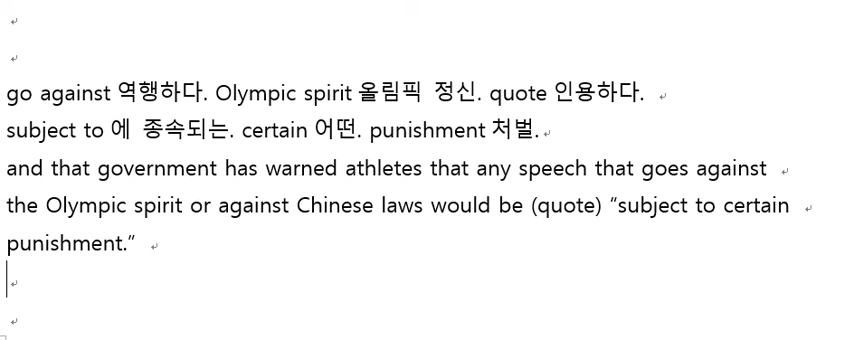 go against 역행하다. Olympic spirit 올림픽 정신. quote 인용하다.
subject to 에 종속되는. certain 어떤. punishment 처벌.
and that government has warned athletes that any speech that goes against
the Olympic spirit or against Chinese laws would be (quote) “subject to certain
punishment.”